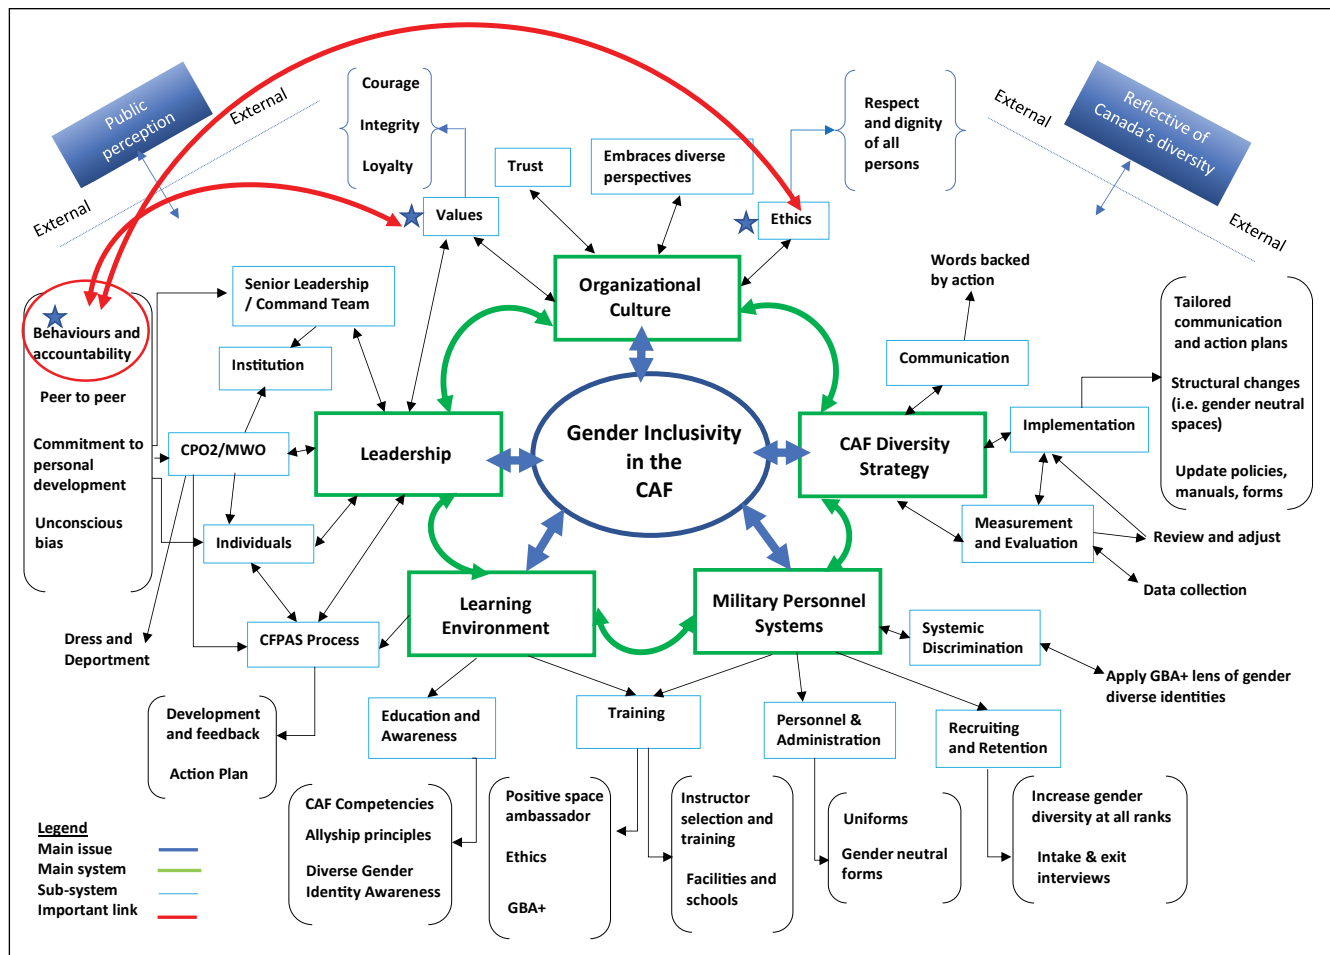 Public
perception
External
External
Courage
Integrity
Loyalty
Respect
and dignity
of all
persons
External
Reflective of
Canada's diversity
External
Trust
Embraces diverse
perspectives
Values
Ethics
Organizational
Culture
Words backed
by action
Senior Leadership
/ Command Team
Institution
Behaviours and
accountability
Peer to peer
Commitment to
personal
development
Unconscious
bias
CPO2/MWO
Leadership
Gender Inclusivity
in the
CAF
CAF Diversity
Strategy
Communication
Implementation
Tailored
communication
and action plans
Structural changes
(i.e. gender neutral
spaces)
Update policies,
manuals, forms
Individuals
Measurement
and Evaluation
Review and adjust
Data collection
Dress and
Deportment
CFPAS Process
Learning
Environment
Military Personnel
Systems
Systemic
Discrimination
Apply GBA+ lens of gender
diverse identities
Development
and feedback
Action Plan
Education and
Awareness
Training
Personnel &
Administration
Recruiting
and Retention
CAF Competencies
Allyship principles
Diverse Gender
Identity Awareness
Positive space
ambassador
Ethics
GBA+
Instructor
selection and
training
Facilities and
schools
Uniforms
Gender neutral
forms
Increase gender
diversity at all ranks
Intake & exit
interviews
Legend
Main issue
Main system
Sub-system
Important link